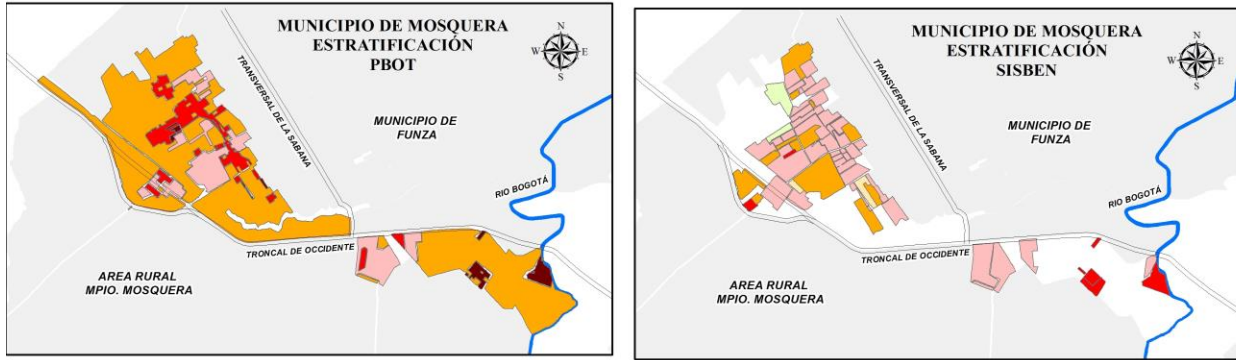 MUNICIPIO DE MOSQUERA
ESTRATIFICACIÓN
PBOT
N
W E
S
TRANSVERSAL DE LA SABANA
MUNICIPIO DE
FUNZA
RIO BOGOTÁ
TRONCAL DE OCCIDENTE
AREA RURAL
MPIO. MOSQUERA
MUNICIPIO DE MOSQUERA
ESTRATIFICACIÓN
SISBEN
N
W E
S
TRANSVERSAL DE LA SABANA
MUNICIPIO DE
FUNZA
RIO BOGOTÁ
TRONCAL DE OCCIDENTE
AREA RURAL
MPIO. MOSQUERA